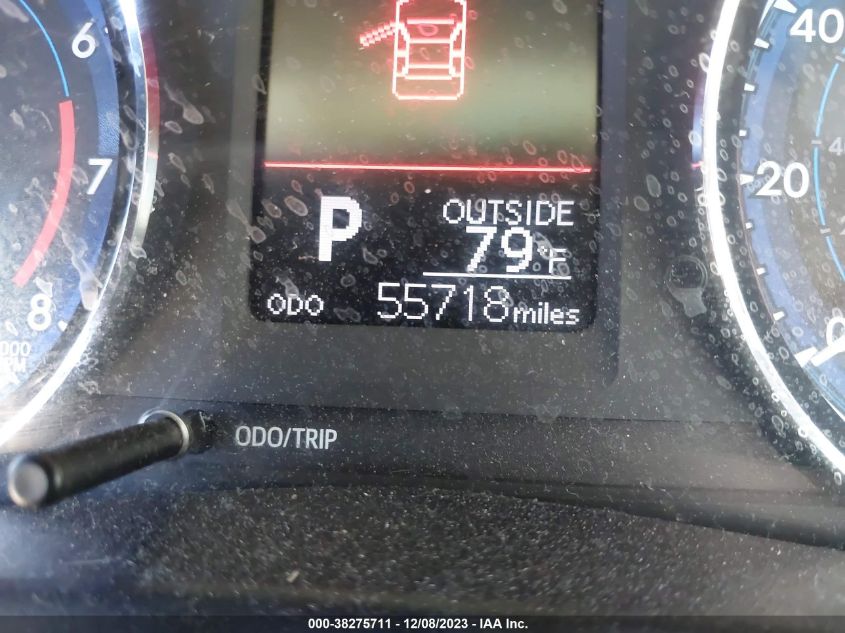 6
7
8
40
20
0
P
OUTSIDE
79°F
ODO 55718 miles
ODO/TRIP
000-38275711 - 12/08/2023 - IAA Inc.